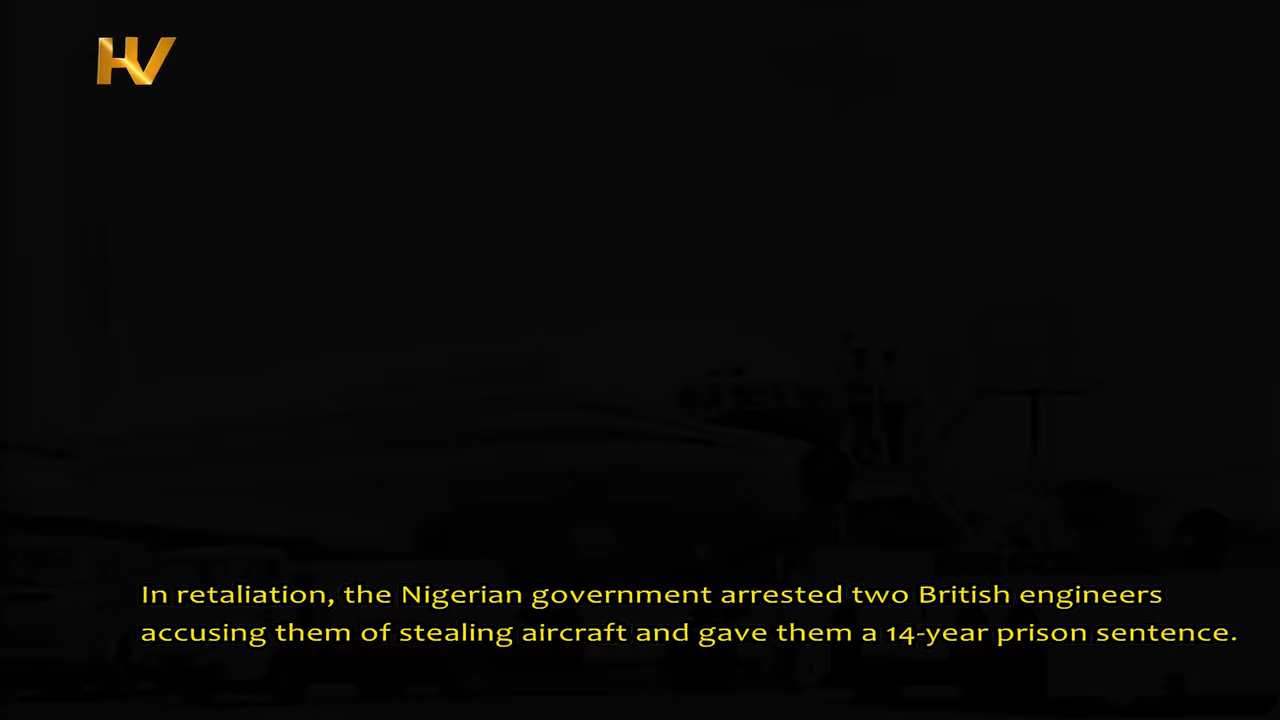 HV
In retaliation, the Nigerian government arrested two British engineers
accusing them of stealing aircraft and gave them a 14-year prison sentence.